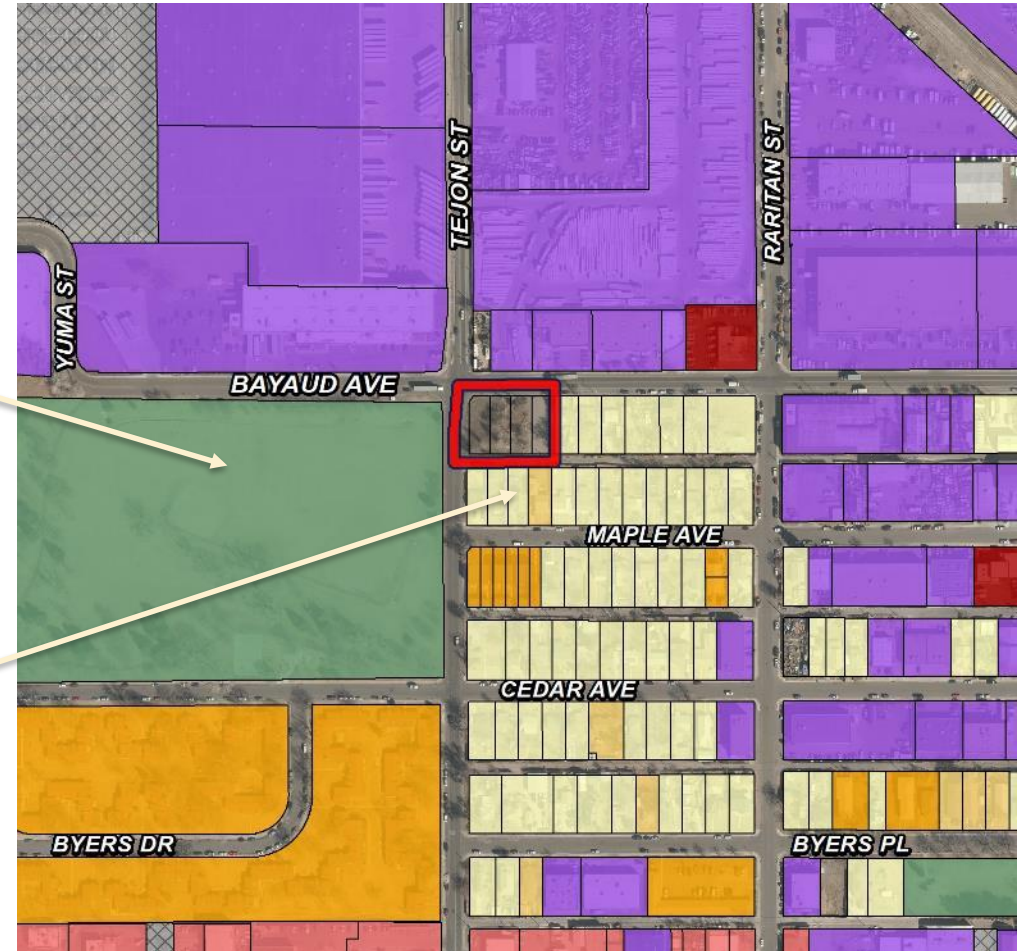 TEJON ST
RARITAN ST
YUMA ST
BAYAUD AVE
MAPLE AVE
CEDAR AVE
BYERS DR
BYERS PL